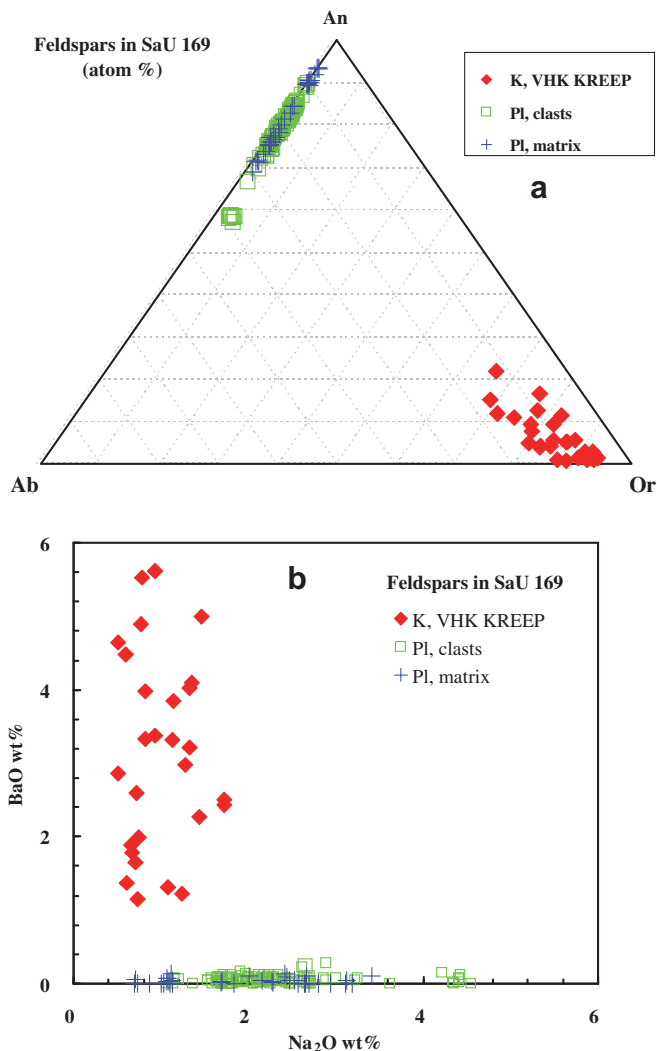 An
Feldspars in SaU 169
(atom %)
K, VHK KREEP
Pl, clasts
Pl, matrix
a
Ab
Or
6
b
Feldspars in SaU 169
K, VHK KREEP
Pl, clasts
Pl, matrix
4
BaO wt%
2
0
0 2 4 6
Na₂O wt%